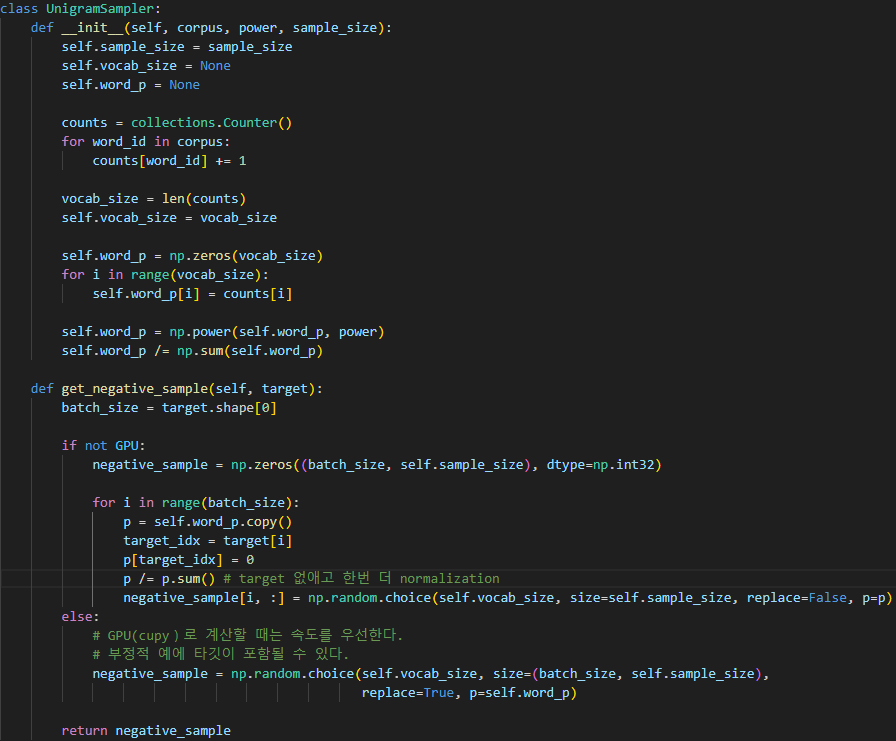 class UnigramSampler:
    def __init__(self, corpus, power, sample_size):
        self.sample_size = sample_size
        self.vocab_size = None
        self.word_p = None

        counts = collections.Counter()
        for word_id in corpus:
            counts[word_id] += 1

        vocab_size = len(counts)
        self.vocab_size = vocab_size

        self.word_p = np.zeros(vocab_size)
        for i in range(vocab_size):
            self.word_p[i] = counts[i]

        self.word_p = np.power(self.word_p, power)
        self.word_p /= np.sum(self.word_p)

    def get_negative_sample(self, target):
        batch_size = target.shape[0]

        if not GPU:
            negative_sample = np.zeros((batch_size, self.sample_size), dtype=np.int32)

            for i in range(batch_size):
                p = self.word_p.copy()
                target_idx = target[i]
                p[target_idx] = 0
                p /= p.sum() # target 없애고 한번 더 normalization
                negative_sample[i, :] = np.random.choice(self.vocab_size, size=self.sample_size, replace=False, p=p)
        else:
            # GPU(cupy)로 계산할 때는 속도를 우선한다.
            # 부정적 예에 타깃이 포함될 수 있다.
            negative_sample = np.random.choice(self.vocab_size, size=(batch_size, self.sample_size),
                                               replace=True, p=self.word_p)

        return negative_sample